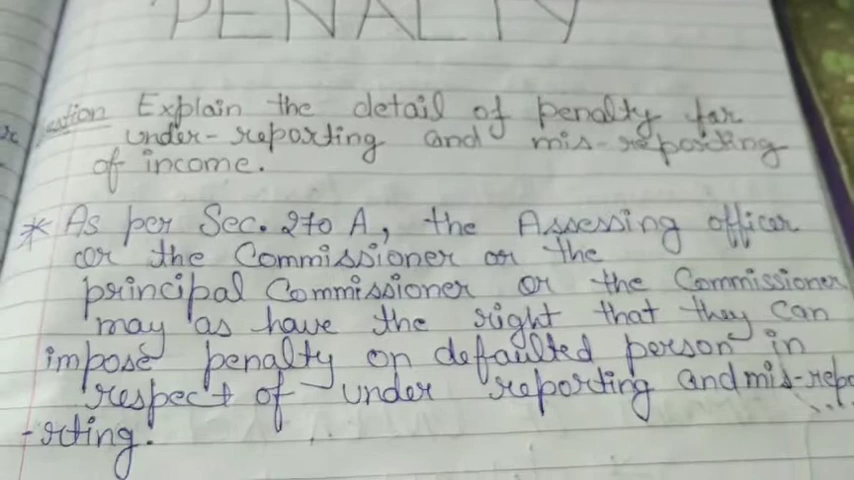 PENALTY
Explain the detail of penalty for
under-reporting and mis-reporting
of income.
* As per Sec. 270 A, the Assessing officer
or the Commissioner or the
principal Commissioner or the Commissioner
may as have the right that they can
impose penalty on defaulted person in
respect of under reporting and mis-repo
-rting.